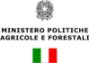 MINISTERO POLITICHE
AGRICOLE E FORESTALI